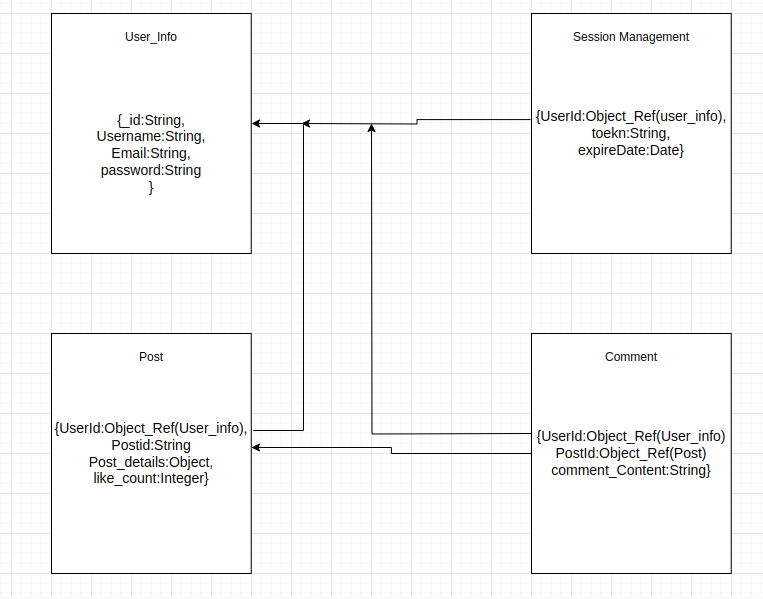 User_Info
{_id:String,
Username:String,
Email:String,
password:String
}
Session Management
{UserId:Object_Ref(user_info),
toekn:String,
expireDate:Date}
Post
{UserId:Object_Ref(User_info),
Postid:String
Post_details:Object,
like_count:Integer}
Comment
{UserId:Object_Ref(User_info)
PostId:Object_Ref(Post)
comment_Content:String}